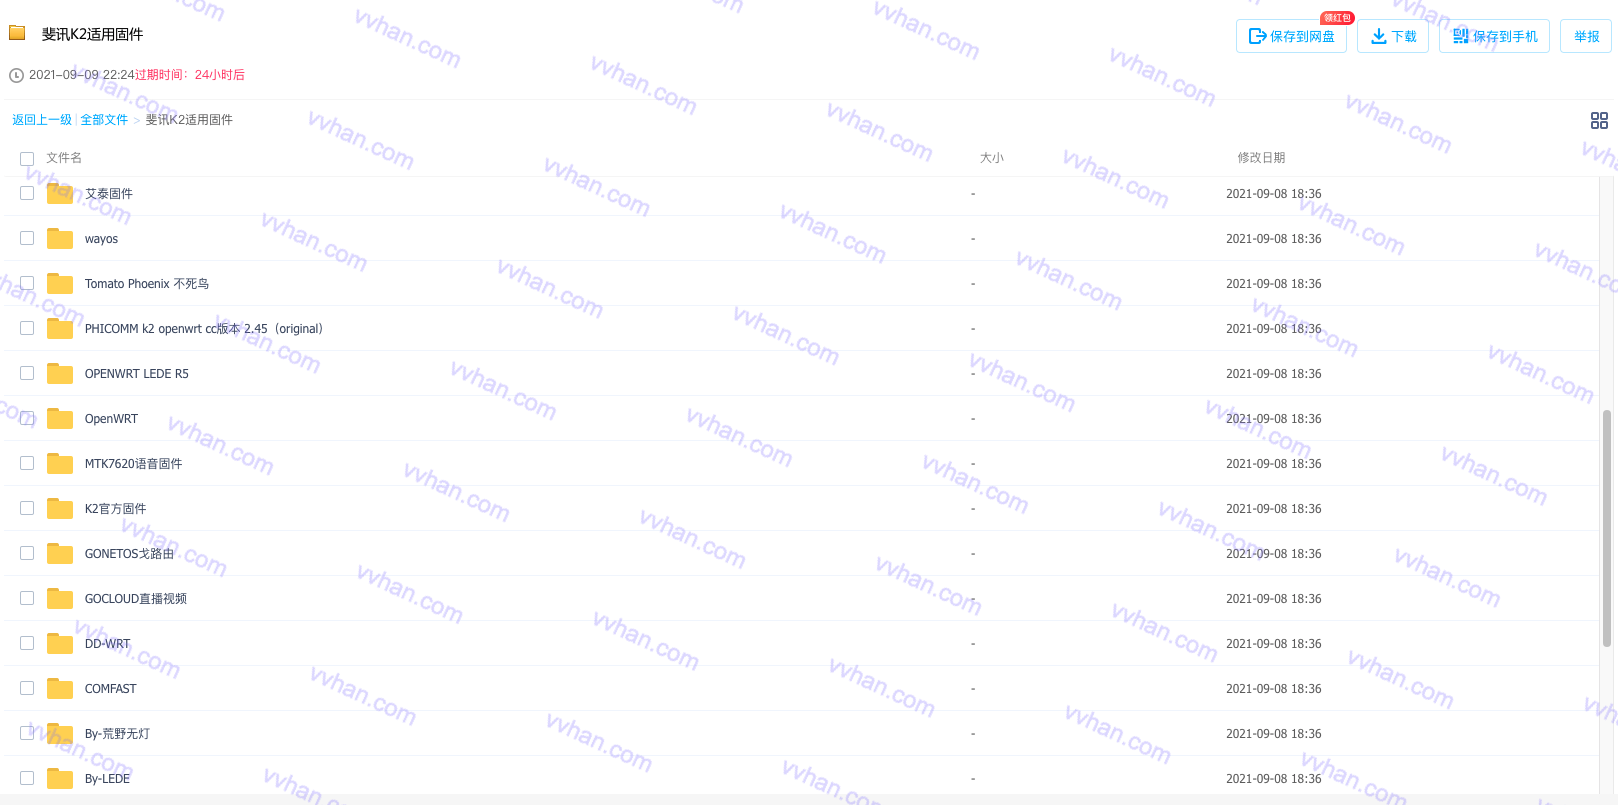 斐讯K2适用固件
领红包
保存到网盘 下载 保存到手机 举报
2021-09-09 22:24过期时间：24小时后
返回上一级 | 全部文件 > 斐讯K2适用固件
文件名 大小 修改日期
艾泰固件 - 2021-09-08 18:36
wayos - 2021-09-08 18:36
Tomato Phoenix 不死鸟 - 2021-09-08 18:36
PHICOMM k2 openwrt cc版本 2.45（original） - 2021-09-08 18:36
OPENWRT LEDE R5 - 2021-09-08 18:36
OpenWRT - 2021-09-08 18:36
MTK7620语音固件 - 2021-09-08 18:36
K2官方固件 - 2021-09-08 18:36
GONETOS戈路由 - 2021-09-08 18:36
GOCLOUD直播视频 - 2021-09-08 18:36
DD-WRT - 2021-09-08 18:36
COMFAST - 2021-09-08 18:36
By-荒野无灯 - 2021-09-08 18:36
By-LEDE - 2021-09-08 18:36
vvhan.com